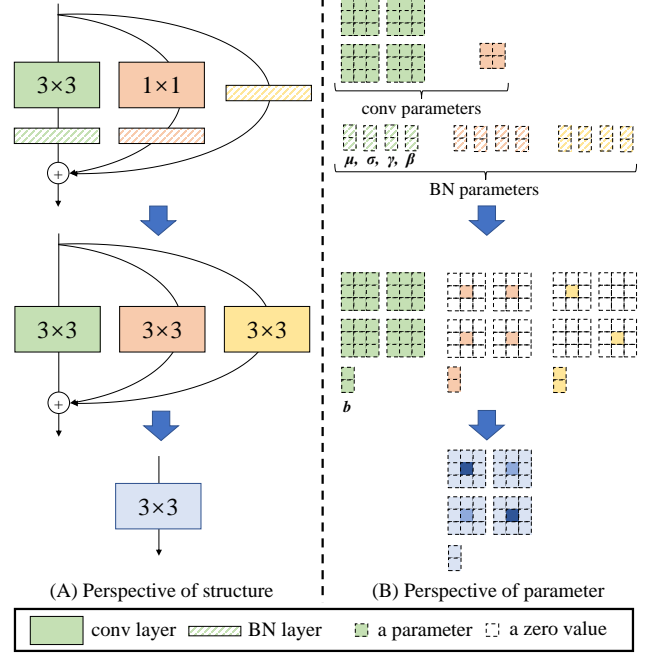 3×3
1×1
+
conv parameters
μ, σ, γ, β
BN parameters
3×3
3×3
3×3
+
b
3×3
(A) Perspective of structure
(B) Perspective of parameter
conv layer
BN layer
a parameter
a zero value